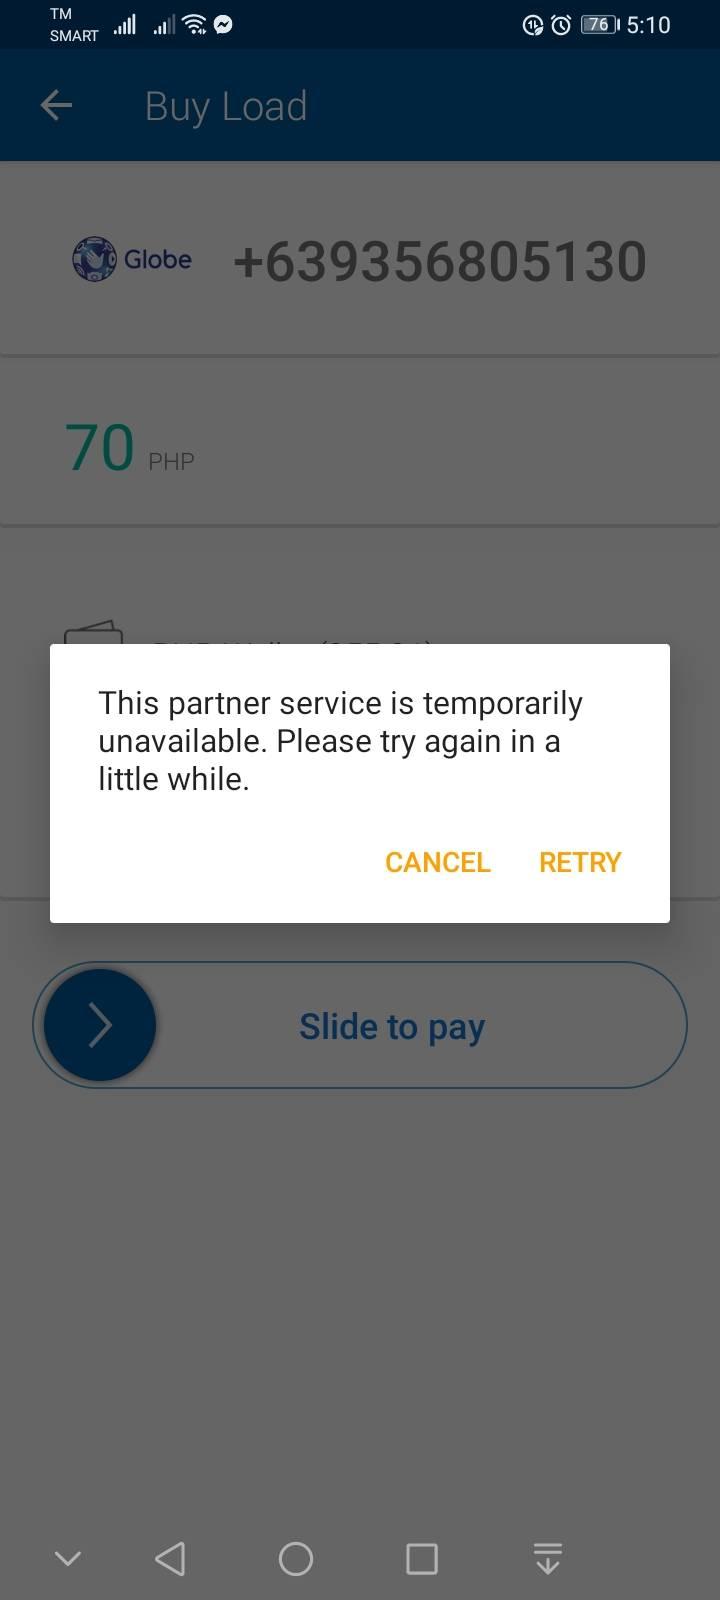 TM
SMART
76 5:10
Buy Load
Globe +639356805130
70 PHP
This partner service is temporarily
unavailable. Please try again in a
little while.
CANCEL RETRY
Slide to pay